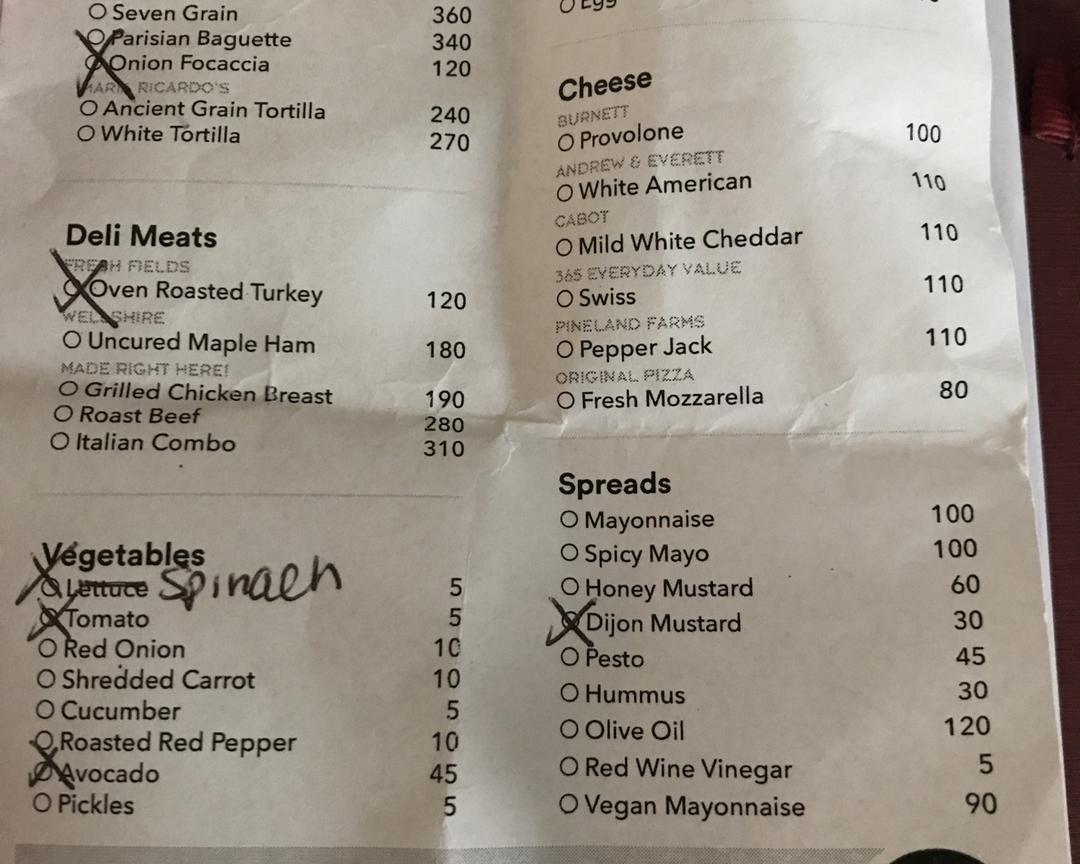 Seven Grain 360
Parisian Baguette 340
Onion Focaccia 120
MARIA RICARDO'S
Ancient Grain Tortilla 240
White Tortilla 270
Deli Meats
FRESH FIELDS
Oven Roasted Turkey 120
WELLSHIRE
Uncured Maple Ham 180
MADE RIGHT HERE!
Grilled Chicken Breast 190
Roast Beef 280
Italian Combo 310
Vegetables
Lettuce Spinach 5
Tomato 5
Red Onion 10
Shredded Carrot 10
Cucumber 5
Roasted Red Pepper 10
Avocado 45
Pickles 5
Egg
Cheese
BURNETT
Provolone 100
ANDREW & EVERETT
White American 110
CABOT
Mild White Cheddar 110
365 EVERYDAY VALUE
Swiss 110
PINELAND FARMS
Pepper Jack 110
ORIGINAL PIZZA
Fresh Mozzarella 80
Spreads
Mayonnaise 100
Spicy Mayo 100
Honey Mustard 60
Dijon Mustard 30
Pesto 45
Hummus 30
Olive Oil 120
Red Wine Vinegar 5
Vegan Mayonnaise 90